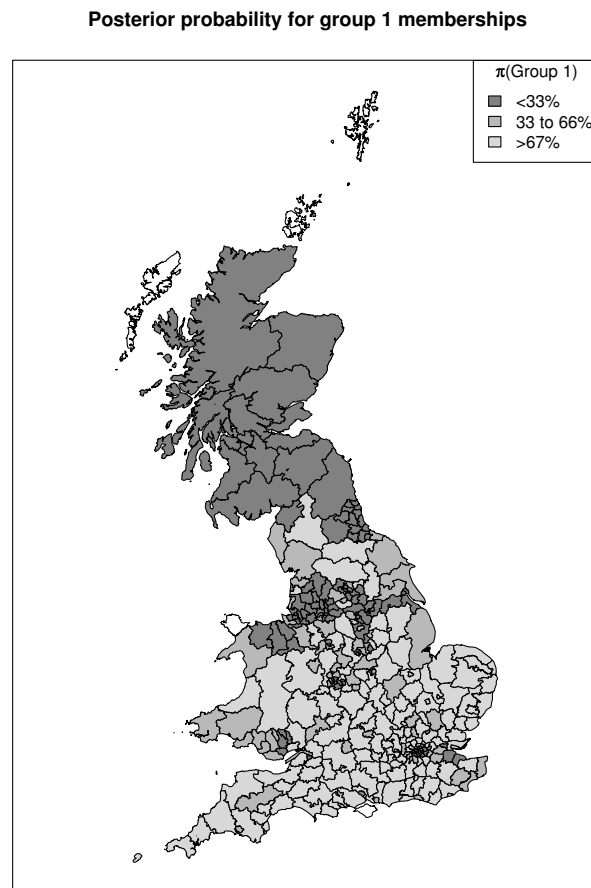 Posterior probability for group 1 memberships
π(Group 1)
<33%
33 to 66%
>67%